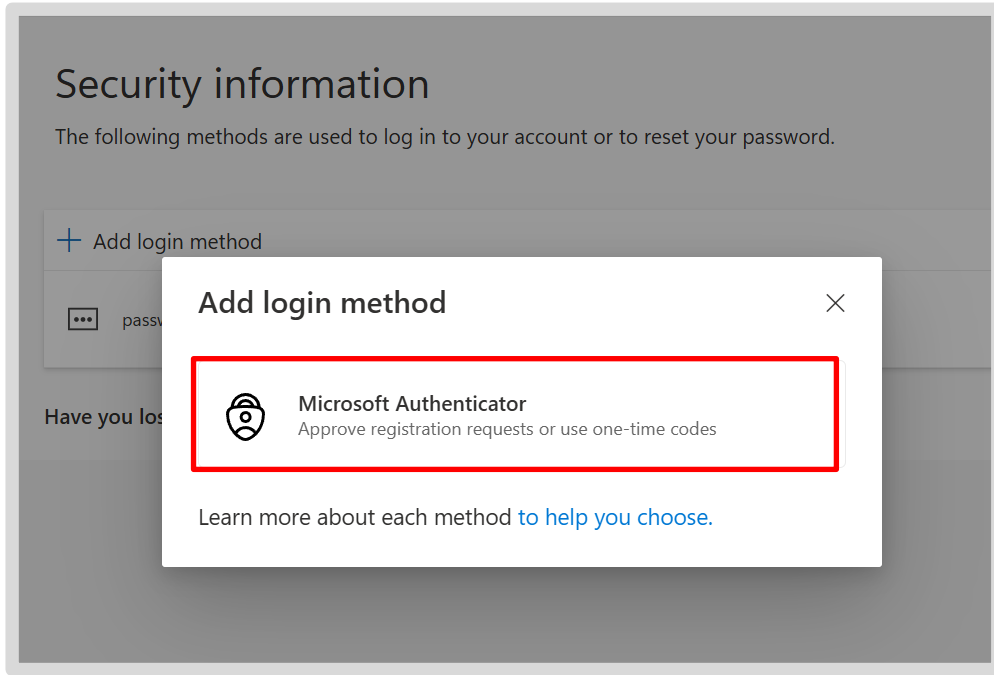 Security information
The following methods are used to log in to your account or to reset your password.
Add login method
Add login method
Microsoft Authenticator
Approve registration requests or use one-time codes
Have you
Learn more about each method to help you choose.